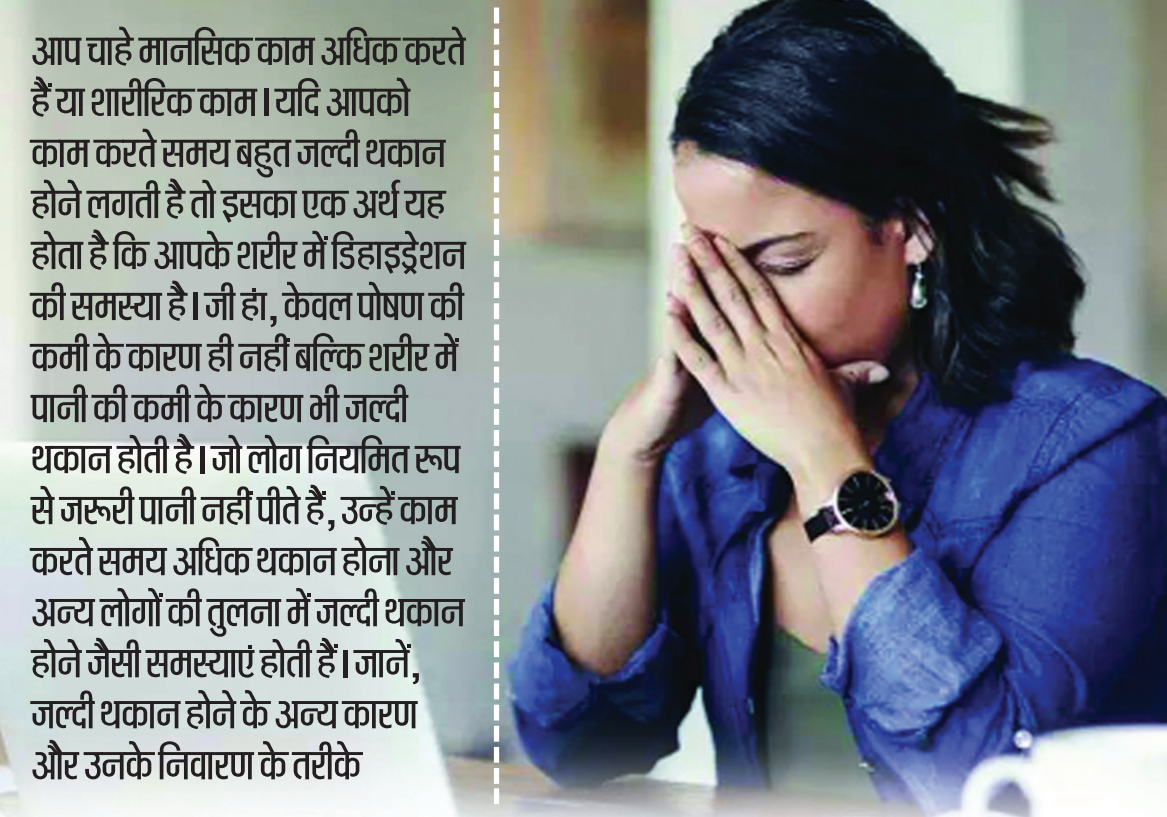 आप चाहे मानसिक काम अधिक करते
हैं या शारीरिक काम। यदि आपको
काम करते समय बहुत जल्दी थकान
होने लगती है तो इसका एक अर्थ यह
होता है कि आपके शरीर में डिहाइड्रेशन
की समस्या है। जी हां, केवल पोषण की
कमी के कारण ही नहीं बल्कि शरीर में
पानी की कमी के कारण भी जल्दी
थकान होती है। जो लोग नियमित रूप
से जरूरी पानी नहीं पीते हैं, उन्हें काम
करते समय अधिक थकान होना और
अन्य लोगों की तुलना में जल्दी थकान
होने जैसी समस्याएं होती हैं। जानें,
जल्दी थकान होने के अन्य कारण
और उनके निवारण के तरीके